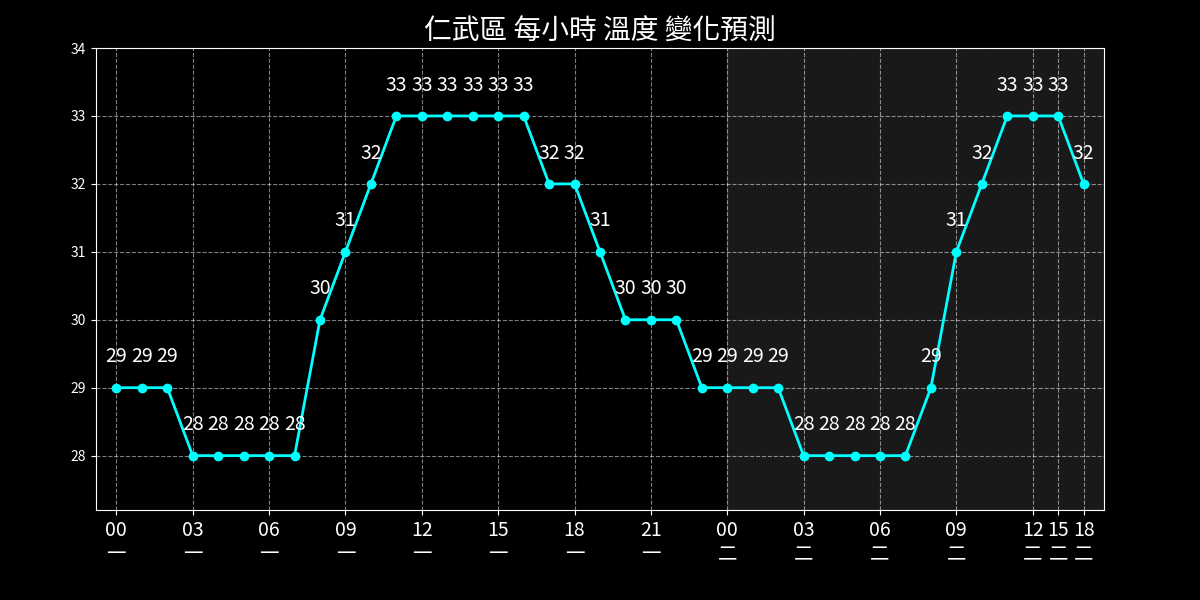 仁武區 每小時 溫度 變化預測
34
33 33 33 33 33 33 33 33 33
33
32 32 32 32 32
32
31 31 31
31
30 30 30 30
30
29 29 29 29 29 29 29 29
29
28 28 28 28 28 28 28 28 28 28
28
00 03 06 09 12 15 18 21 00 03 06 09 12 15 18
一 一 一 一 一 一 一 一 二 二 二 二 二 二 二